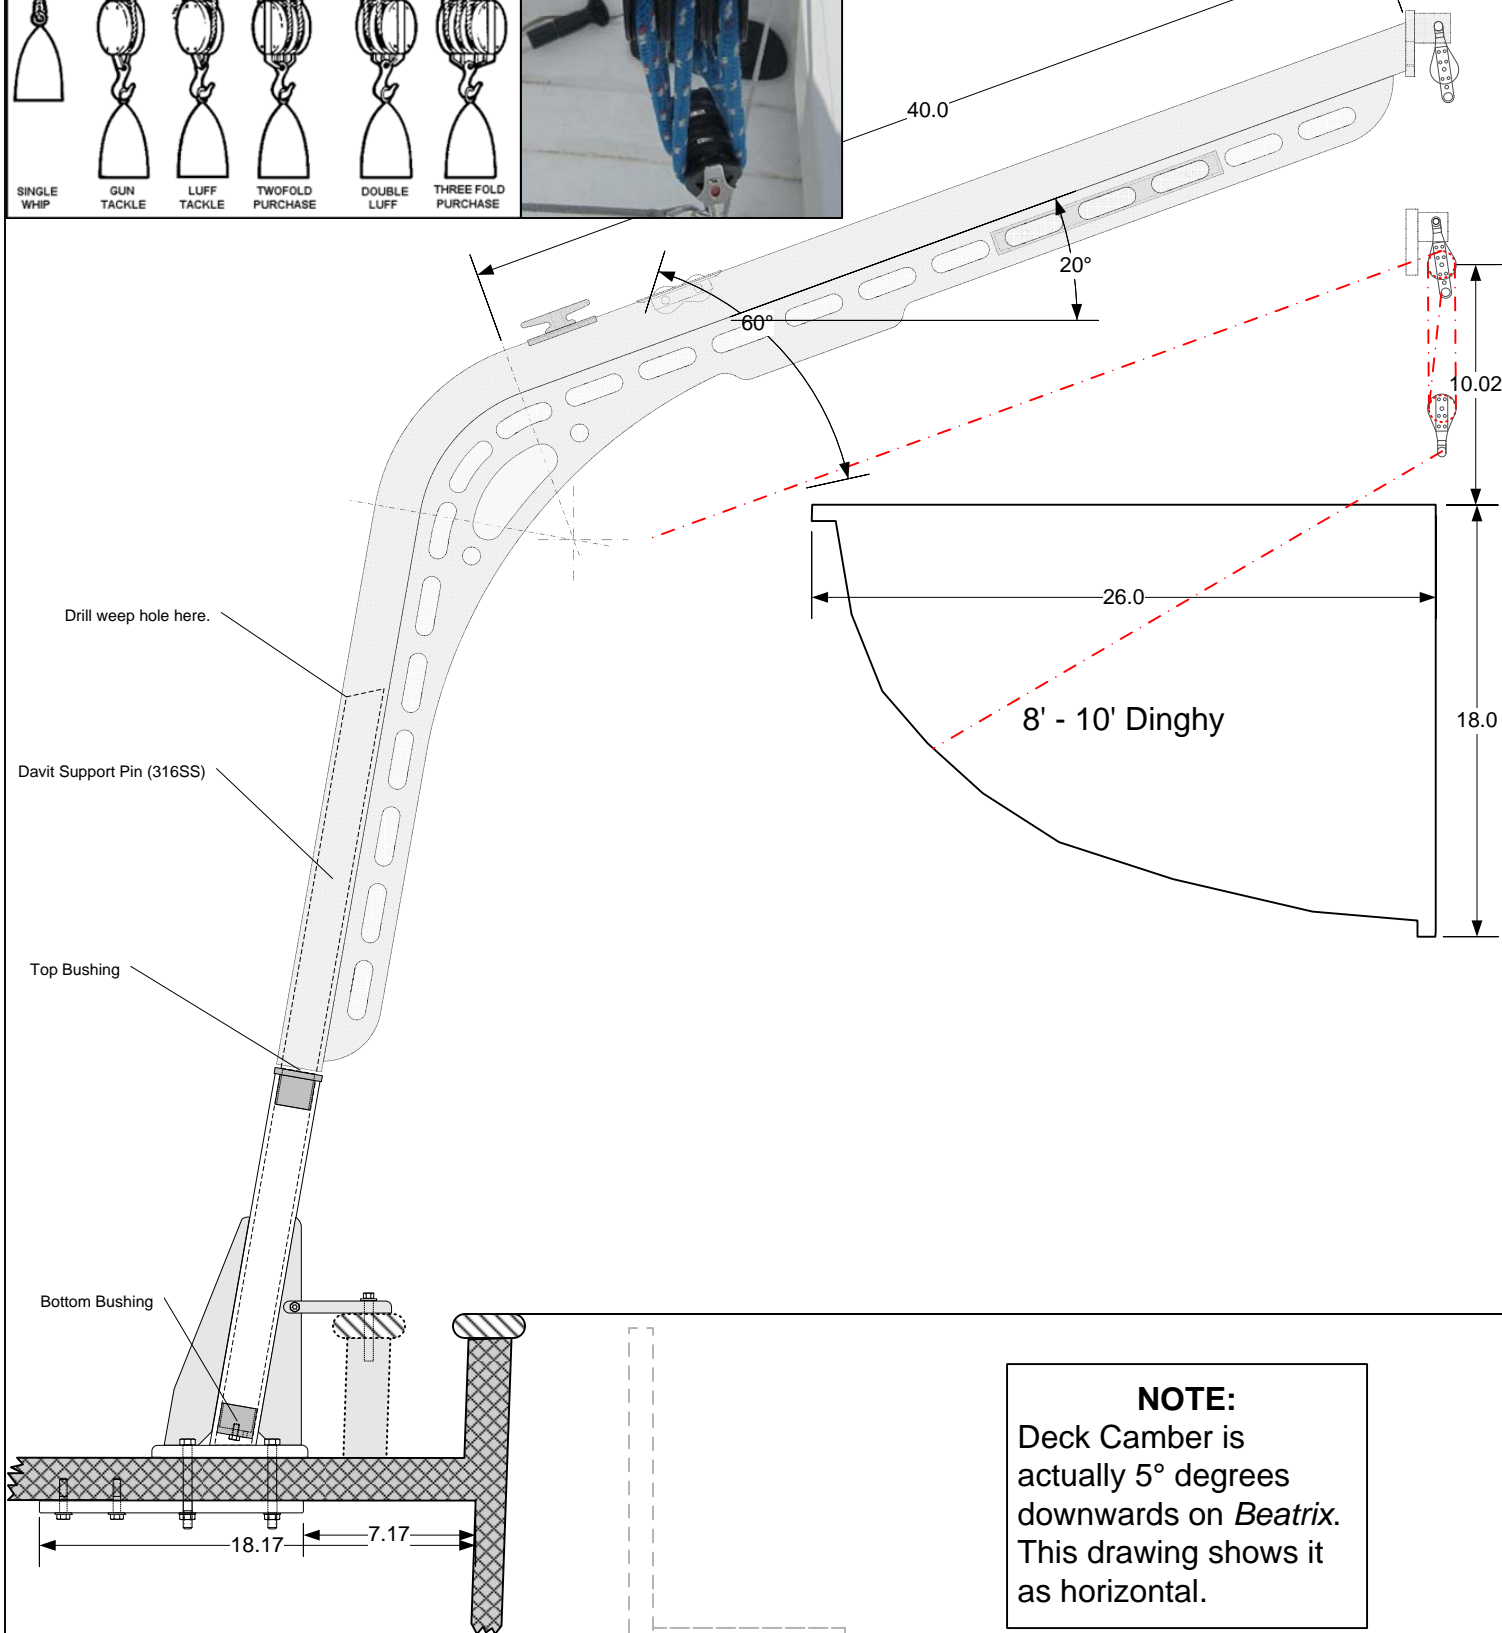 SINGLE
WHIP
GUN
TACKLE
LUFF
TACKLE
TWOFOLD
PURCHASE
DOUBLE
LUFF
THREE FOLD
PURCHASE
40.0
20°
60°
10.02
26.0
18.0
8' - 10' Dinghy
Drill weep hole here.
Davit Support Pin (316SS)
Top Bushing
Bottom Bushing
18.17
7.17
NOTE:
Deck Camber is
actually 5° degrees
downwards on Beatrix.
This drawing shows it
as horizontal.